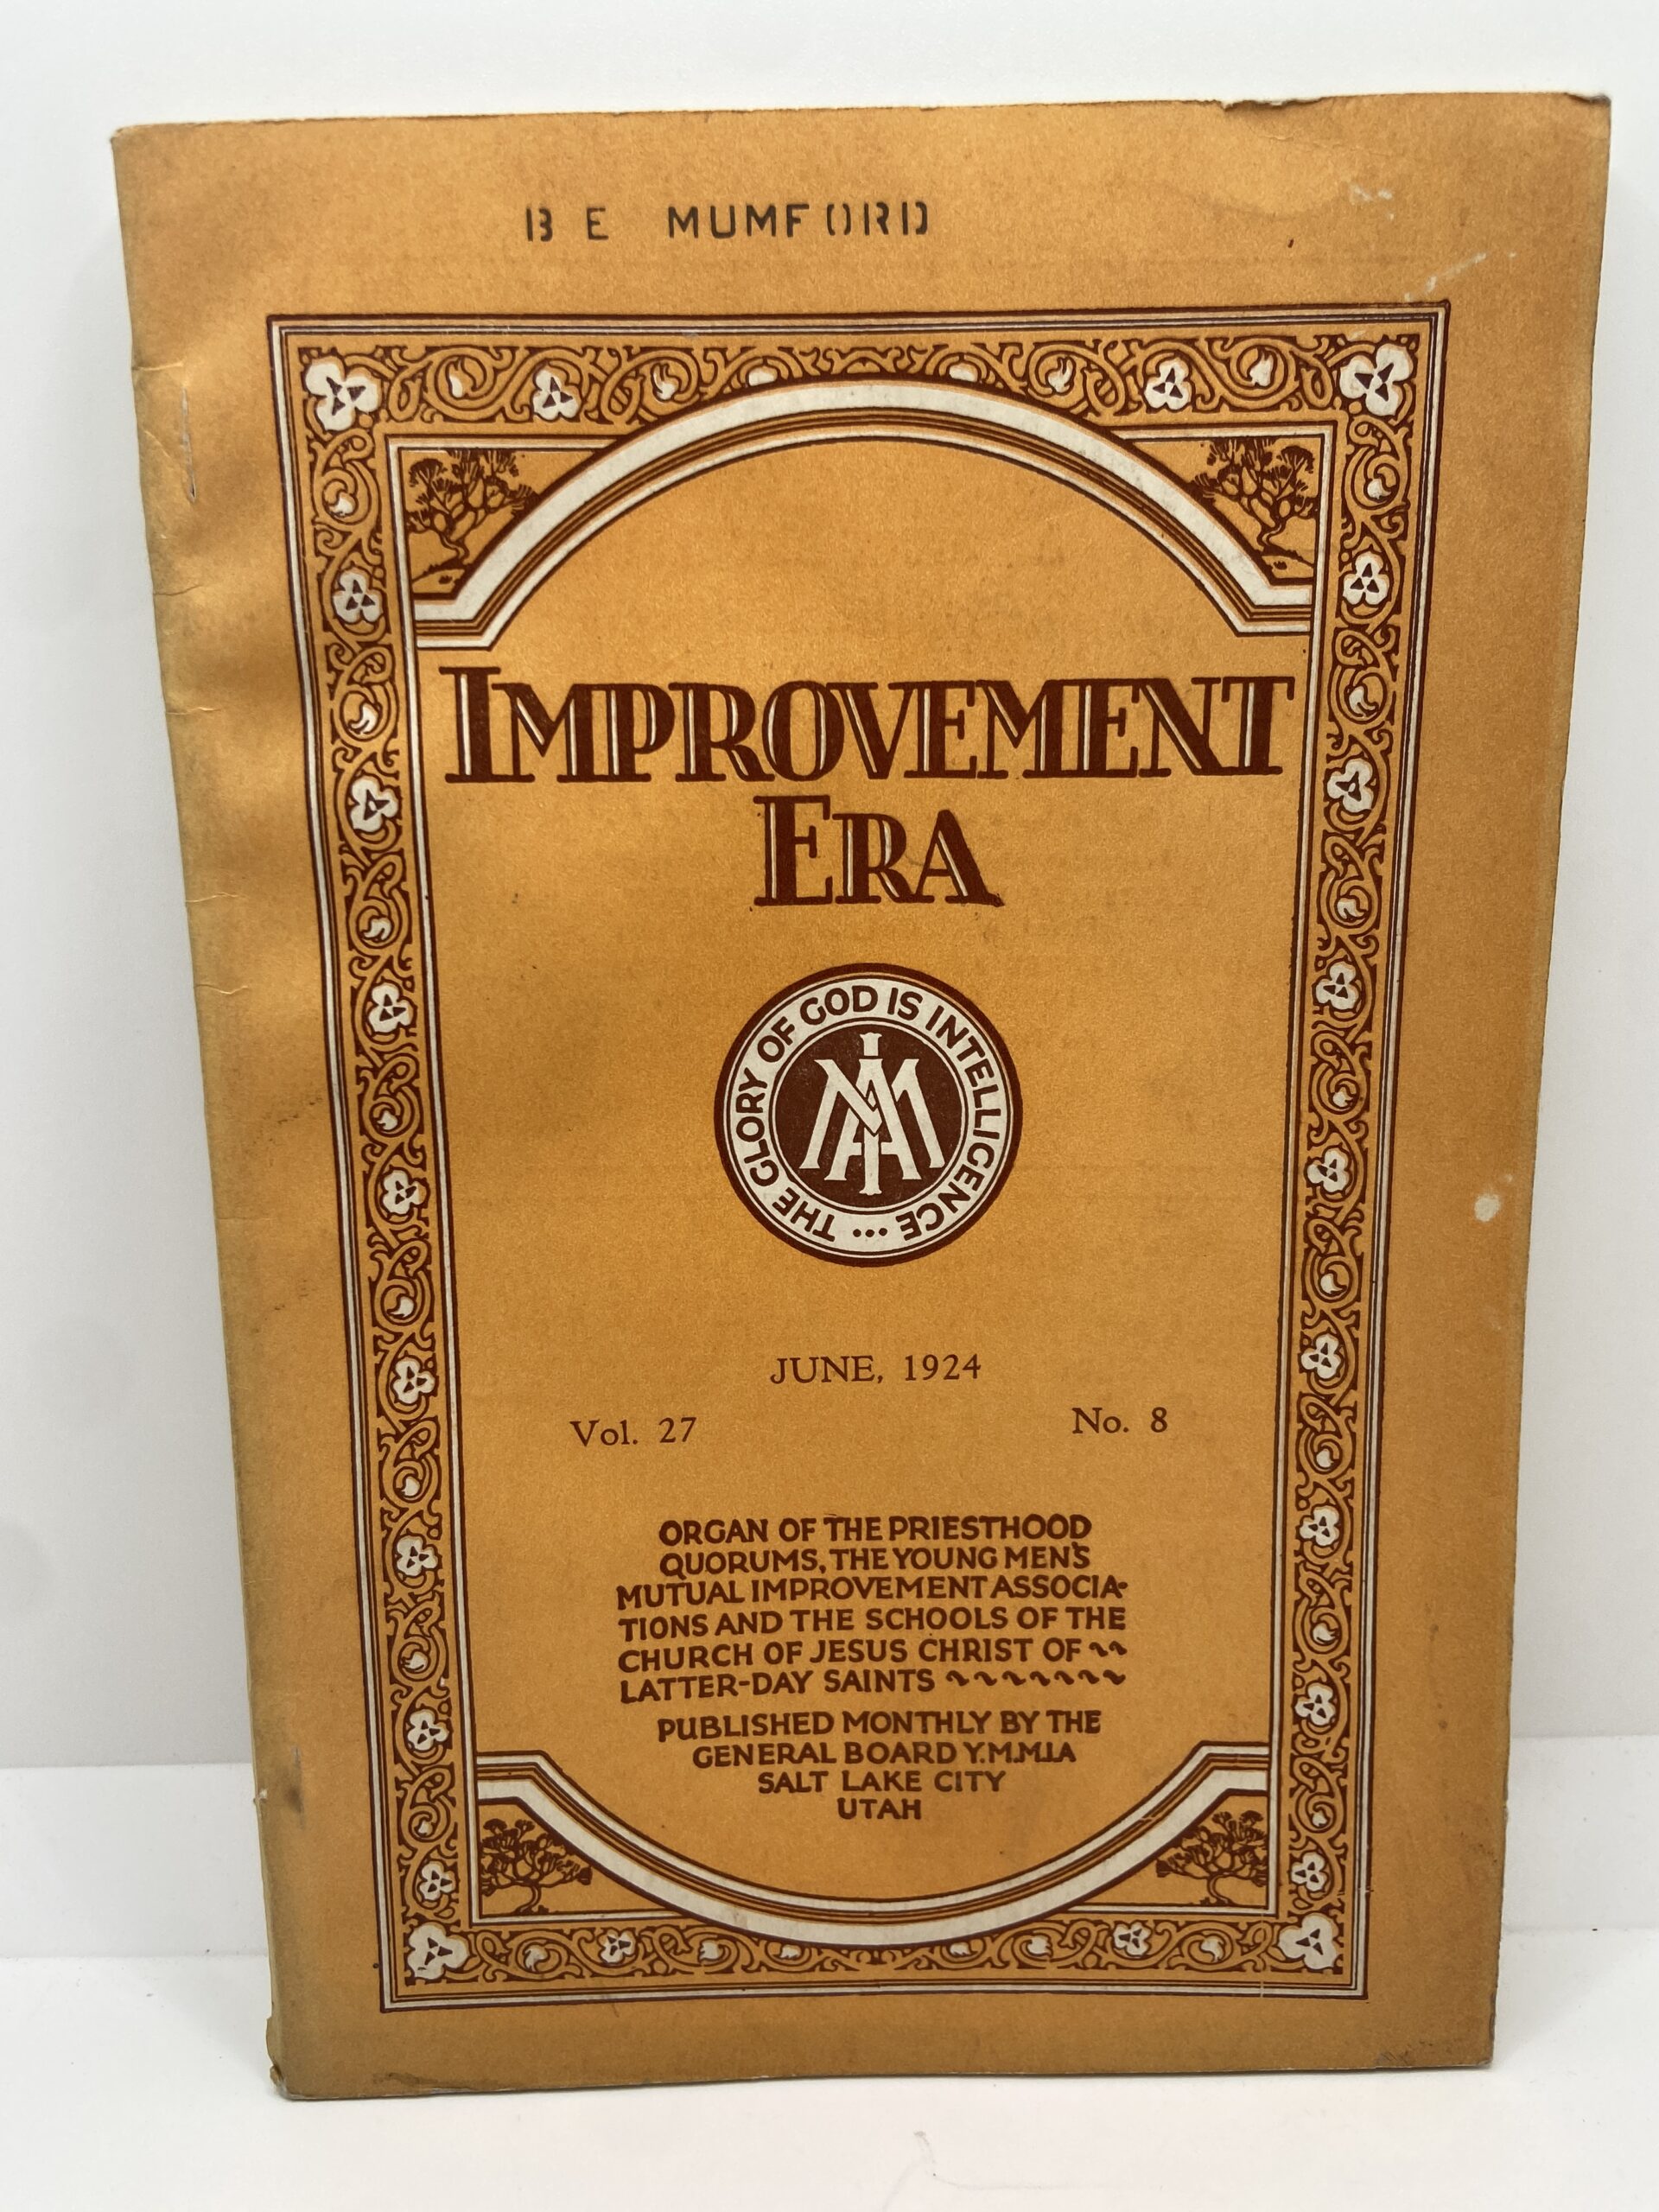 B E MUMFORD
IMPROVEMENT
ERA
THE GLORY OF GOD IS INTELLIGENCE...
MIA
JUNE, 1924
Vol. 27 No. 8
ORGAN OF THE PRIESTHOOD
QUORUMS, THE YOUNG MEN'S
MUTUAL IMPROVEMENT ASSOCIA-
TIONS AND THE SCHOOLS OF THE
CHURCH OF JESUS CHRIST OF ~~
LATTER-DAY SAINTS ~~~~~~~
PUBLISHED MONTHLY BY THE
GENERAL BOARD Y.M.M.I.A
SALT LAKE CITY
UTAH